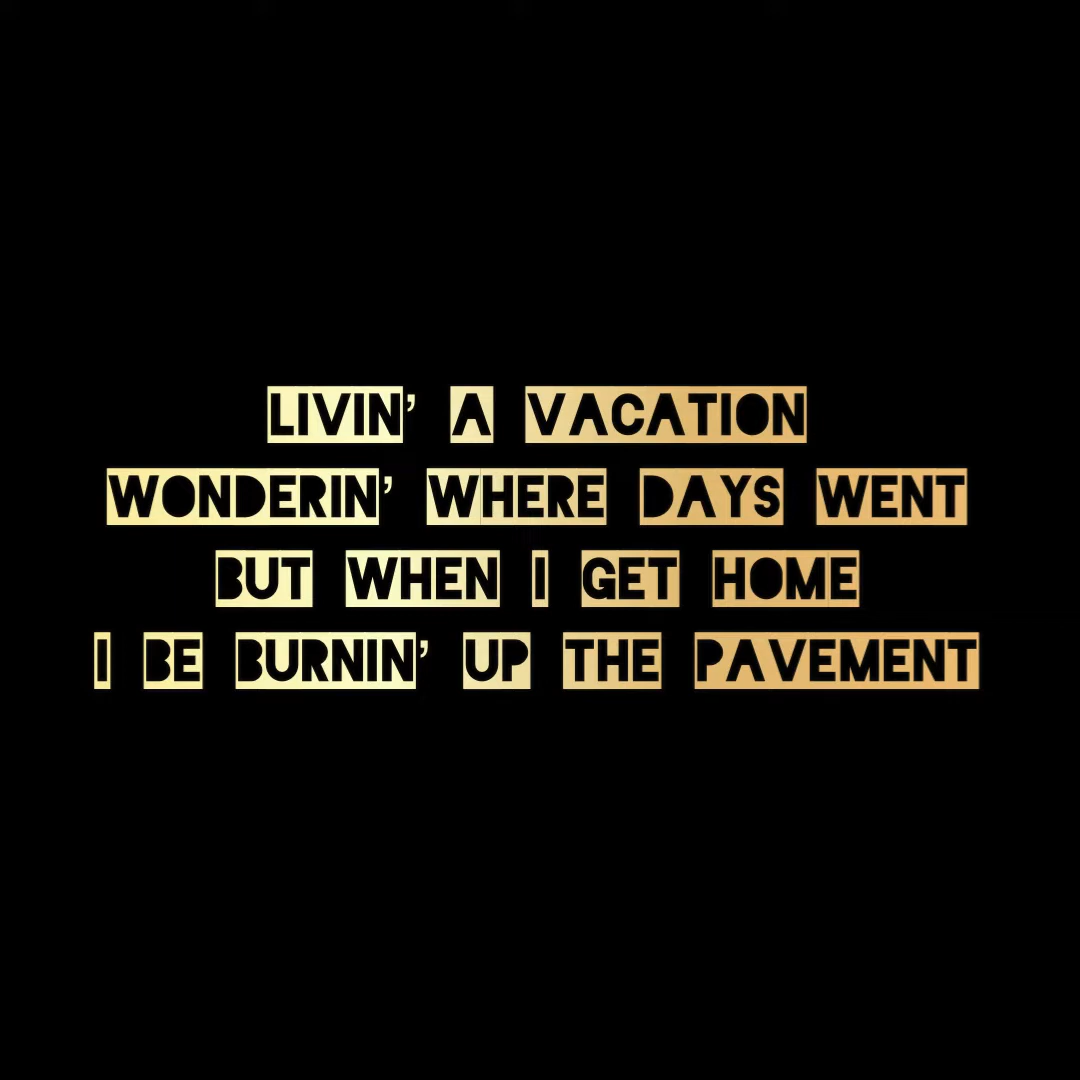 LIVIN' A VACATION
WONDERIN' WHERE DAYS WENT
BUT WHEN I GET HOME
I BE BURNIN' UP THE PAVEMENT